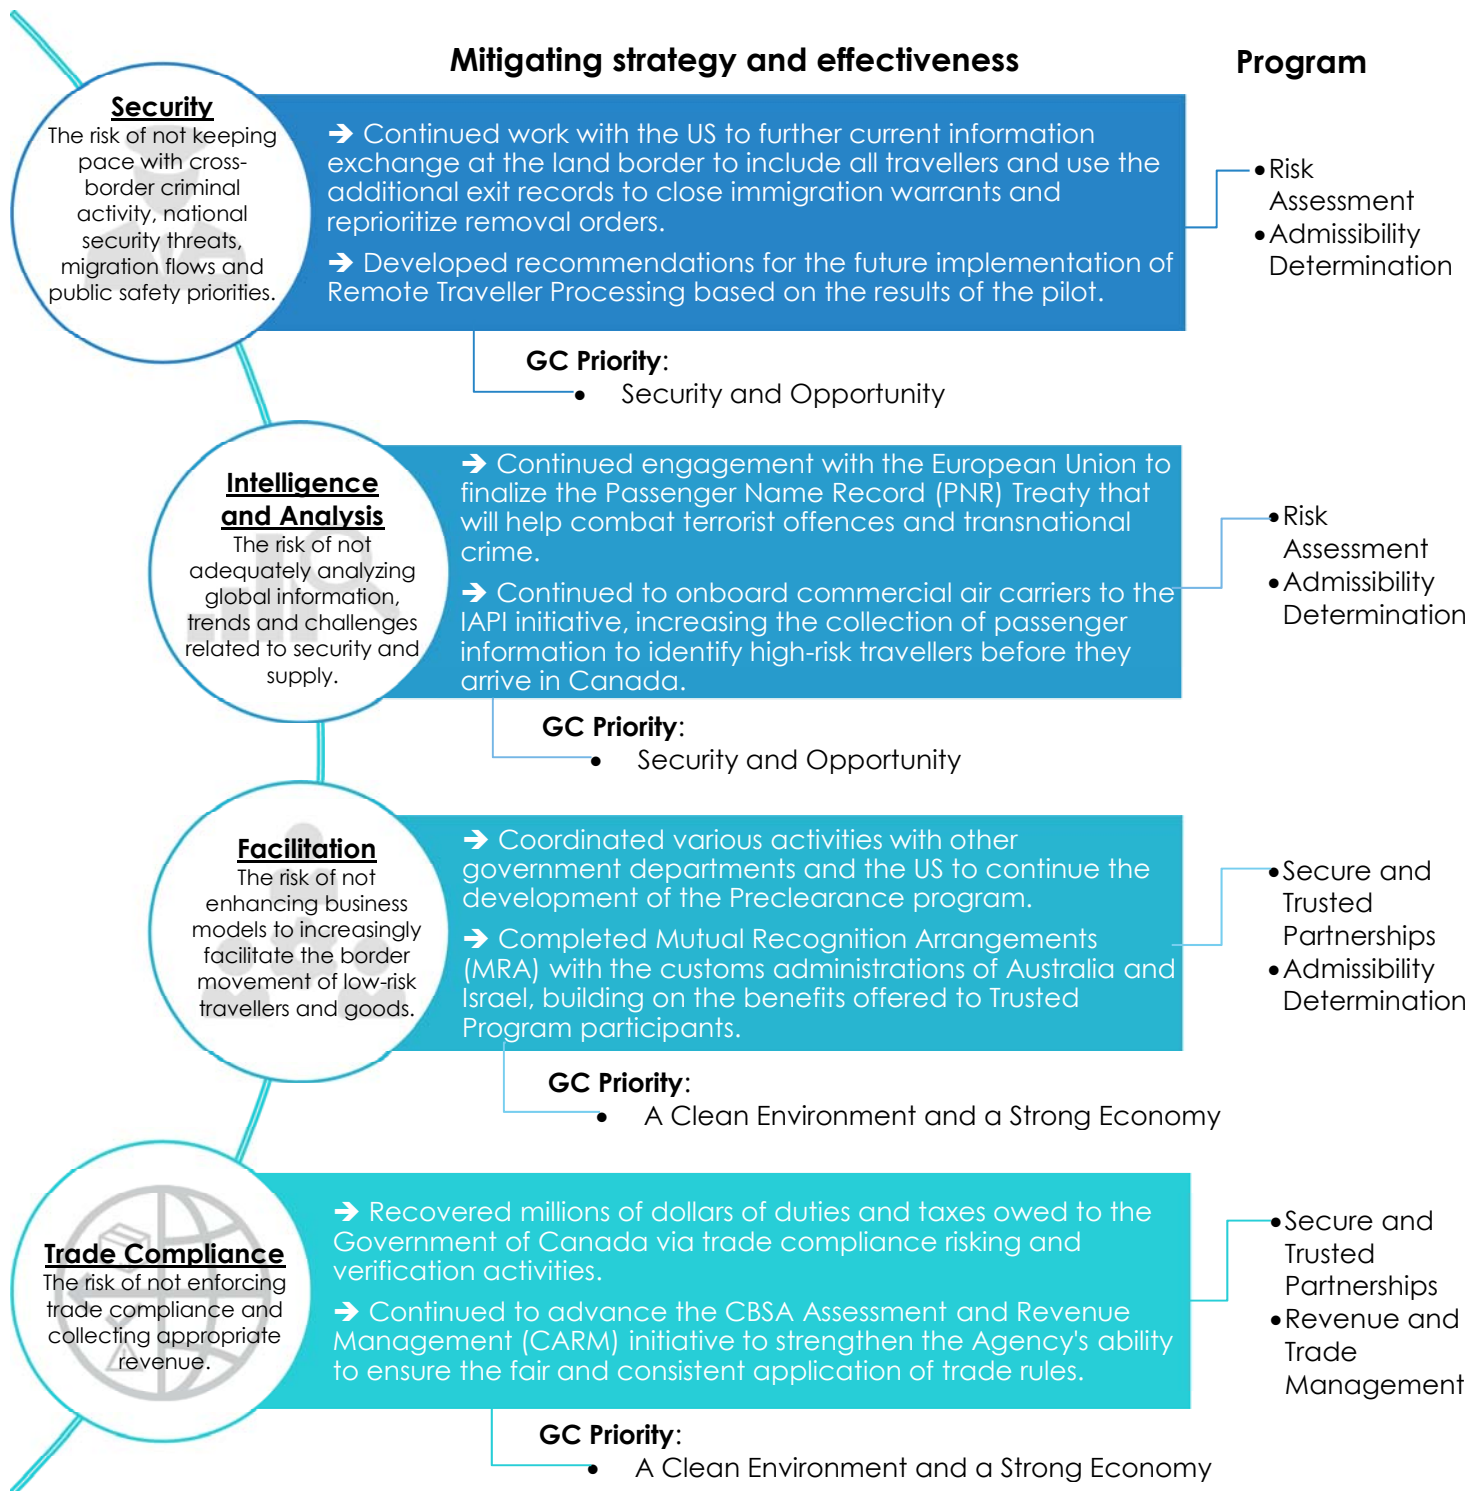 Mitigating strategy and effectiveness
Program
Security
The risk of not keeping
pace with cross-
border criminal
activity, national
security threats,
migration flows and
public safety priorities.
➔ Continued work with the US to further current information
exchange at the land border to include all travellers and use the
additional exit records to close immigration warrants and
reprioritize removal orders.
➔ Developed recommendations for the future implementation of
Remote Traveller Processing based on the results of the pilot.
•Risk
Assessment
•Admissibility
Determination
GC Priority:
• Security and Opportunity
Intelligence
and Analysis
The risk of not
adequately analyzing
global information,
trends and challenges
related to security and
supply.
➔ Continued engagement with the European Union to
finalize the Passenger Name Record (PNR) Treaty that
will help combat terrorist offences and transnational
crime.
➔ Continued to onboard commercial air carriers to the
IAPI initiative, increasing the collection of passenger
information to identify high-risk travellers before they
arrive in Canada.
•Risk
Assessment
•Admissibility
Determination
GC Priority:
• Security and Opportunity
Facilitation
The risk of not
enhancing business
models to increasingly
facilitate the border
movement of low-risk
travellers and goods.
➔ Coordinated various activities with other
government departments and the US to continue the
development of the Preclearance program.
➔ Completed Mutual Recognition Arrangements
(MRA) with the customs administrations of Australia and
Israel, building on the benefits offered to Trusted
Program participants.
•Secure and
Trusted
Partnerships
•Admissibility
Determination
GC Priority:
• A Clean Environment and a Strong Economy
Trade Compliance
The risk of not enforcing
trade compliance and
collecting appropriate
revenue.
➔ Recovered millions of dollars of duties and taxes owed to the
Government of Canada via trade compliance risking and
verification activities.
➔ Continued to advance the CBSA Assessment and Revenue
Management (CARM) initiative to strengthen the Agency's ability
to ensure the fair and consistent application of trade rules.
•Secure and
Trusted
Partnerships
•Revenue and
Trade
Management
GC Priority:
• A Clean Environment and a Strong Economy